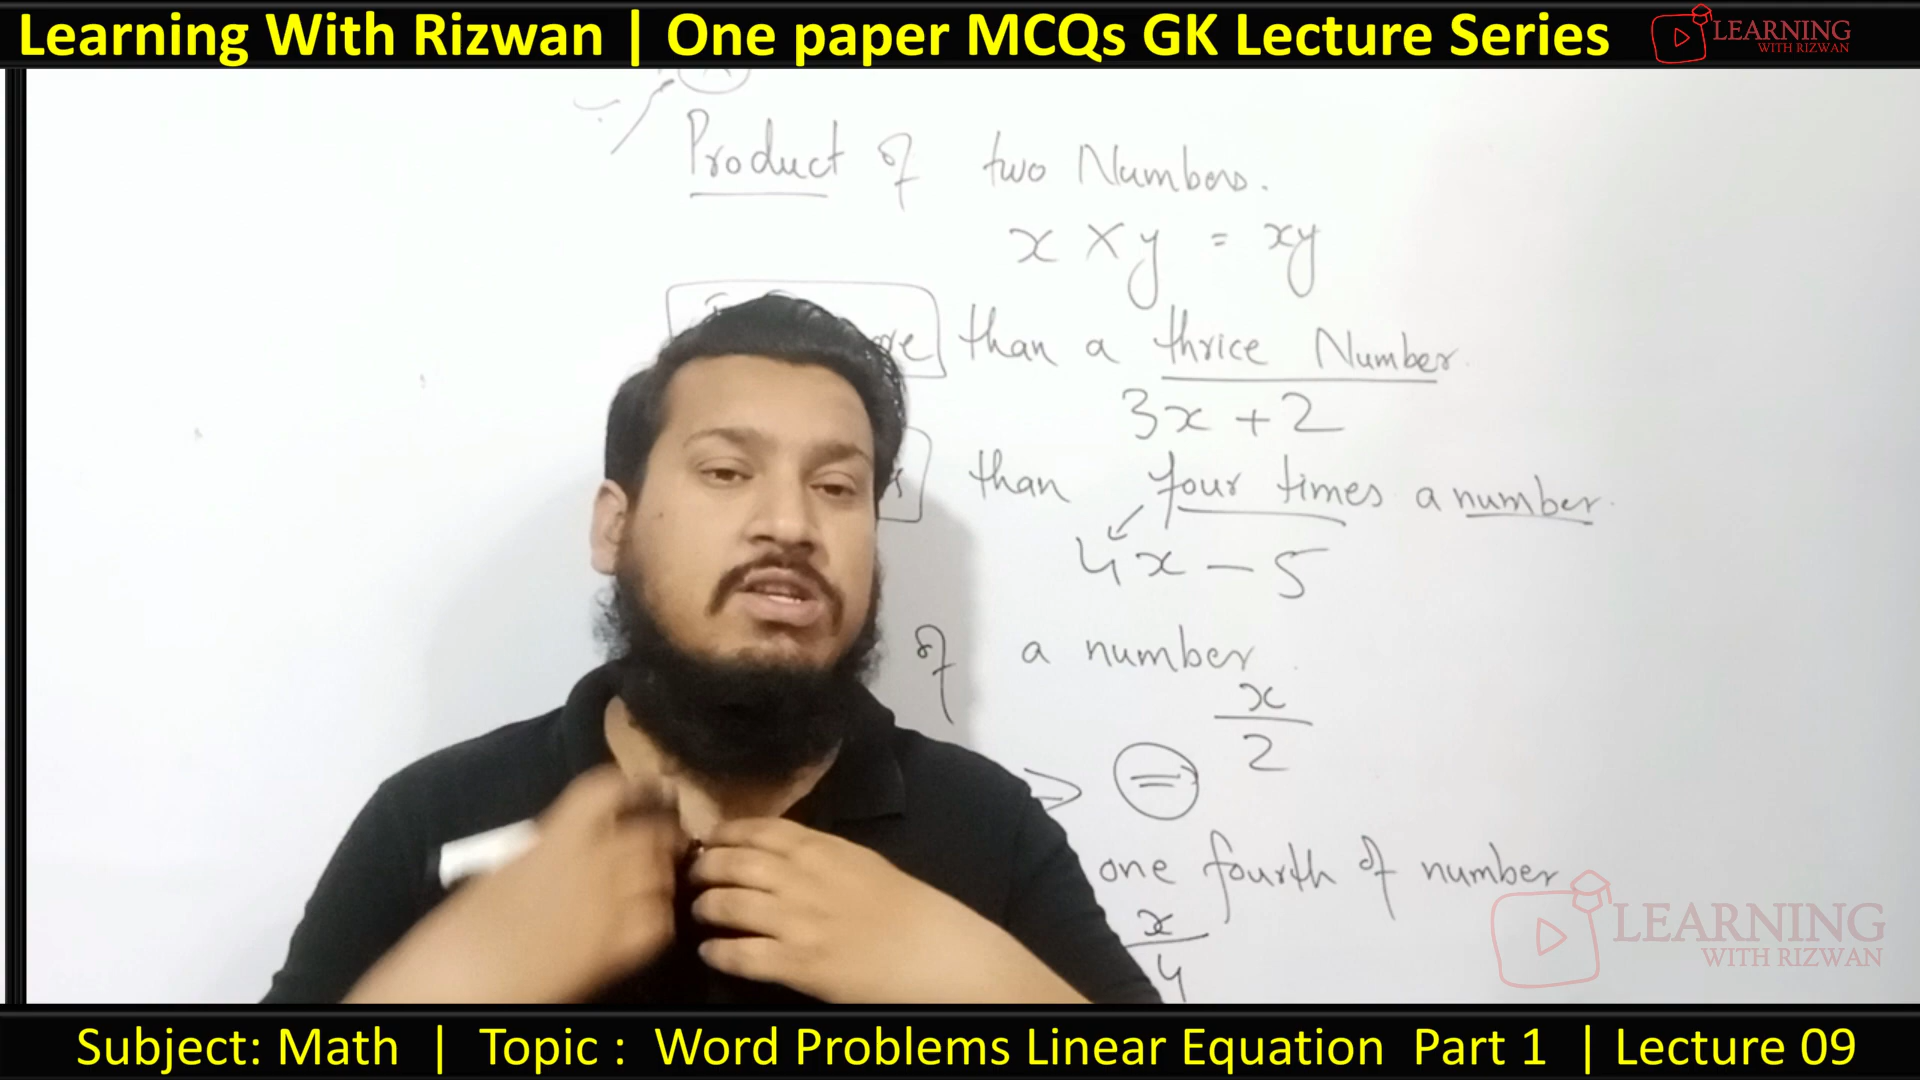 Learning With Rizwan | One paper MCQs GK Lecture Series
LEARNING
WITH RIZWAN
Product of two Numbers.
x × y = xy
than a thrice Number
3x + 2
than four times a number.
4x - 5
of a number.
x
2
=
one fourth of number
x
4
LEARNING
WITH RIZWAN
Subject: Math | Topic : Word Problems Linear Equation Part 1 | Lecture 09